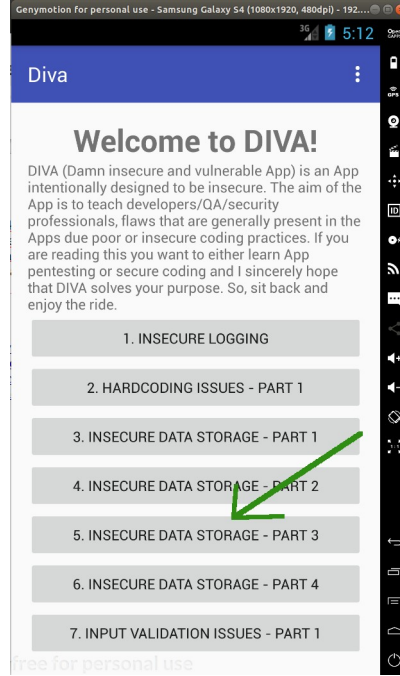 Genymotion for personal use - Samsung Galaxy S4 (1080x1920, 480dpi) - 192....
3G 5:12
Diva
Welcome to DIVA!
DIVA (Damn insecure and vulnerable App) is an App
intentionally designed to be insecure. The aim of the
App is to teach developers/QA/security
professionals, flaws that are generally present in the
Apps due poor or insecure coding practices. If you
are reading this you want to either learn App
pentesting or secure coding and I sincerely hope
that DIVA solves your purpose. So, sit back and
enjoy the ride.
1. INSECURE LOGGING
2. HARDCODING ISSUES - PART 1
3. INSECURE DATA STORAGE - PART 1
4. INSECURE DATA STORAGE - PART 2
5. INSECURE DATA STORAGE - PART 3
6. INSECURE DATA STORAGE - PART 4
7. INPUT VALIDATION ISSUES - PART 1
free for personal use
GPS
ID